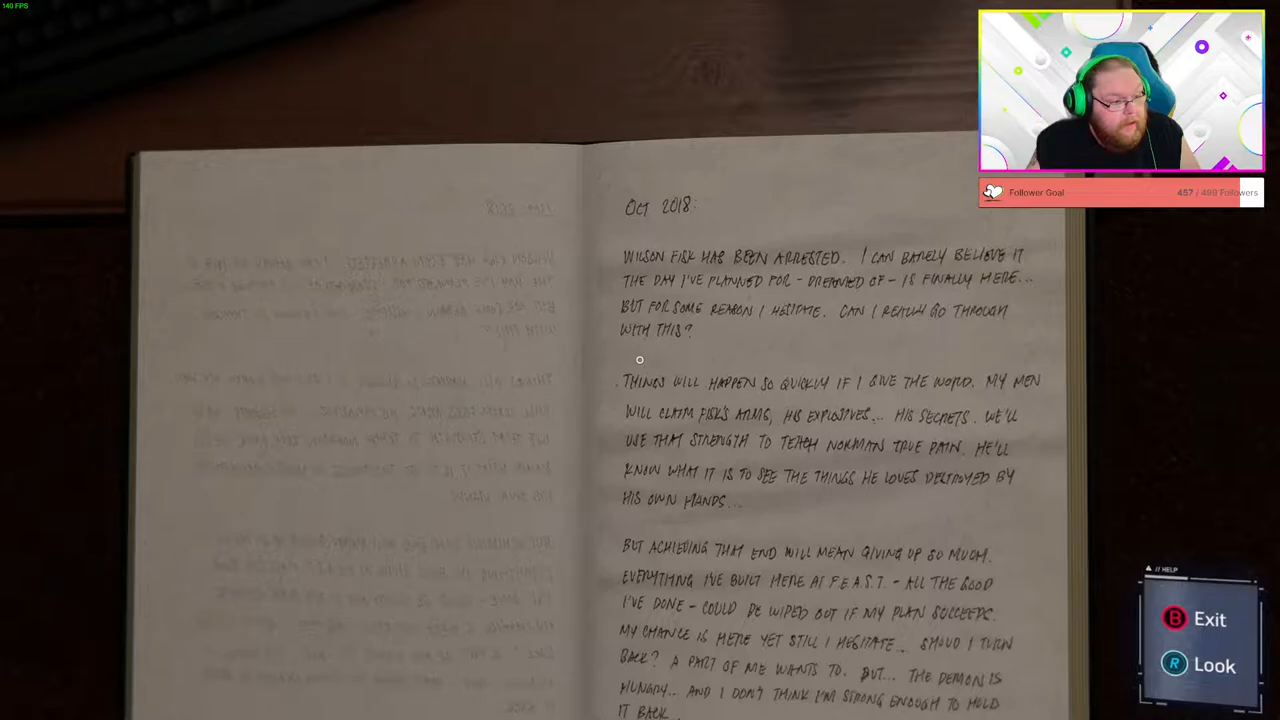 140 FPS
Follower Goal
457 / 499 Followers
OCT 2018:
WILSON FISK HAS BEEN ARRESTED. I CAN BARELY BELIEVE IT
THE DAY I'VE PLANNED FOR - DREAMED OF - IS FINALLY HERE...
BUT FOR SOME REASON I HESITATE. CAN I REALLY GO THROUGH
WITH THIS?
THINGS WILL HAPPEN SO QUICKLY IF I GIVE THE WORD. MY MEN
WILL CLAIM FISK'S ARMS, HIS EXPLOSIVES... HIS SECRETS. WE'LL
USE THAT STRENGTH TO TEACH NORMAN TRUE PAIN. HE'LL
KNOW WHAT IT IS TO SEE THE THINGS HE LOVES DESTROYED BY
HIS OWN HANDS...
BUT ACHIEVING THAT END WILL MEAN GIVING UP SO MUCH.
EVERYTHING I'VE BUILT HERE AT F.E.A.S.T. - ALL THE GOOD
I'VE DONE - COULD BE WIPED OUT IF MY PLAN SUCCEEDS.
MY CHANCE IS HERE YET STILL I HESITATE... SHOULD I TURN
BACK? A PART OF ME WANTS TO. BUT... THE DEMON IS
HUNGRY... AND I DON'T THINK I'M STRONG ENOUGH TO HOLD
IT BACK
// HELP
B Exit
R Look